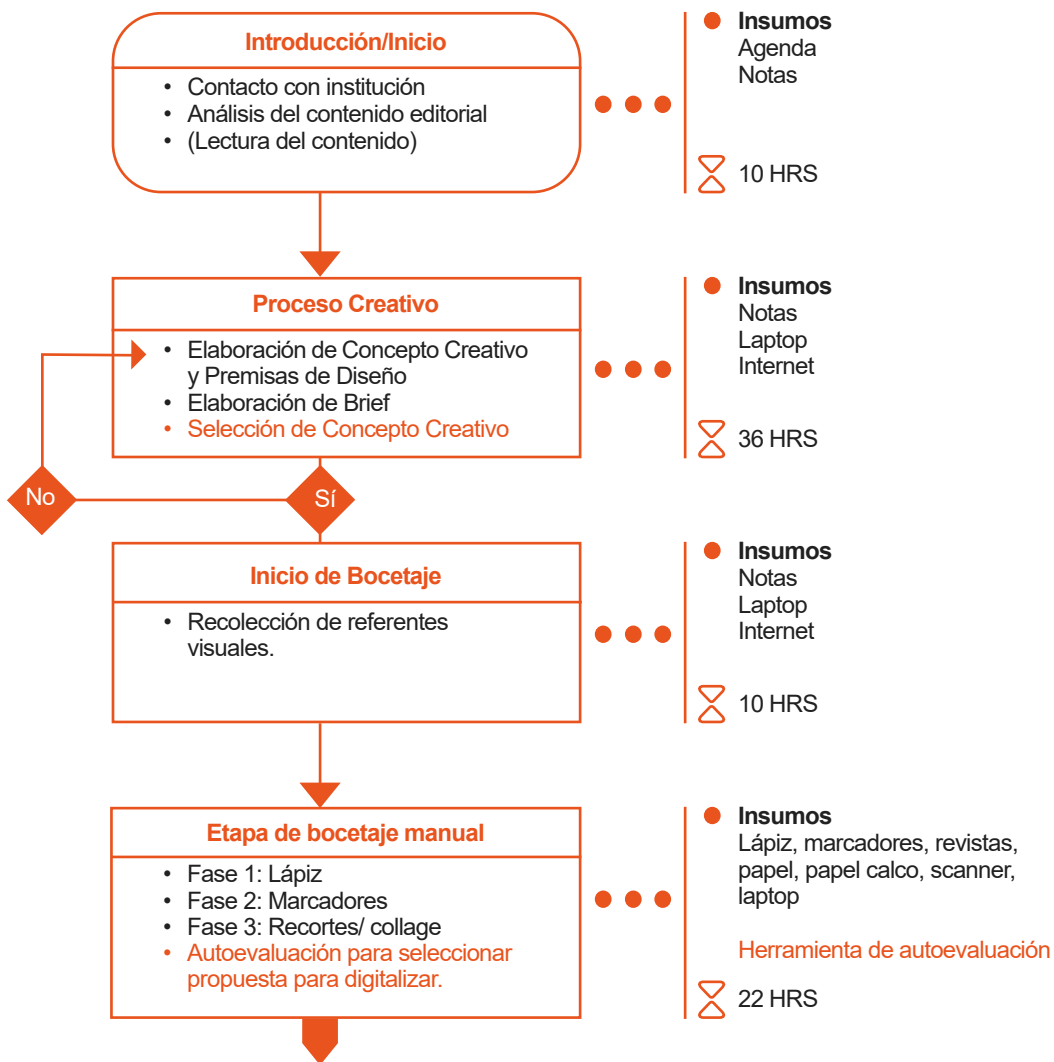 Introducción/Inicio
• Contacto con institución
• Análisis del contenido editorial
• (Lectura del contenido)
Insumos
Agenda
Notas
10 HRS
Proceso Creativo
• Elaboración de Concepto Creativo
y Premisas de Diseño
• Elaboración de Brief
• Selección de Concepto Creativo
Insumos
Notas
Laptop
Internet
36 HRS
No
Sí
Inicio de Bocetaje
• Recolección de referentes
visuales.
Insumos
Notas
Laptop
Internet
10 HRS
Etapa de bocetaje manual
• Fase 1: Lápiz
• Fase 2: Marcadores
• Fase 3: Recortes/ collage
• Autoevaluación para seleccionar
propuesta para digitalizar.
Insumos
Lápiz, marcadores, revistas,
papel, papel calco, scanner,
laptop
Herramienta de autoevaluación
22 HRS